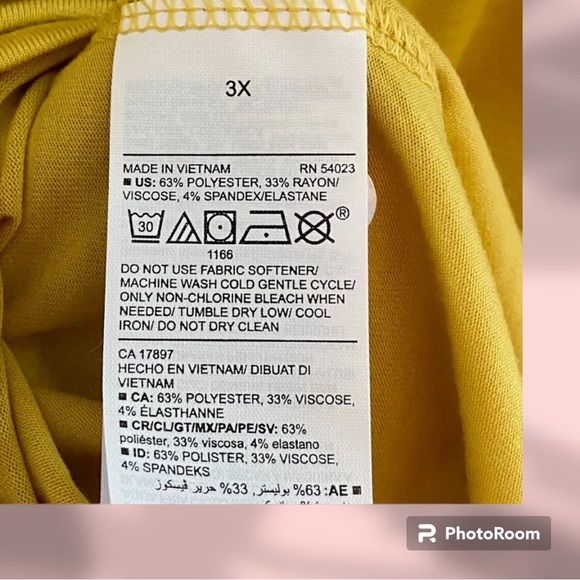 3X
MADE IN VIETNAM RN 54023
US: 63% POLYESTER, 33% RAYON/
VISCOSE, 4% SPANDEX/ELASTANE
30
®
1166
DO NOT USE FABRIC SOFTENER/
MACHINE WASH COLD GENTLE CYCLE/
ONLY NON-CHLORINE BLEACH WHEN
NEEDED/ TUMBLE DRY LOW/ COOL
IRON/ DO NOT DRY CLEAN
CA 17897
HECHO EN VIETNAM/ DIBUAT DI
VIETNAM
CA: 63% POLYESTER, 33% VISCOSE,
4% ÉLASTHANNE
CR/CL/GT/MX/PA/PE/SV: 63%
poliéster, 33% viscosa, 4% elastano
ID: 63% POLISTER, 33% VISCOSE,
4% SPANDEKS
AE: 63% بوليستر, 33% حرير ڤيسكوز
PhotoRoom